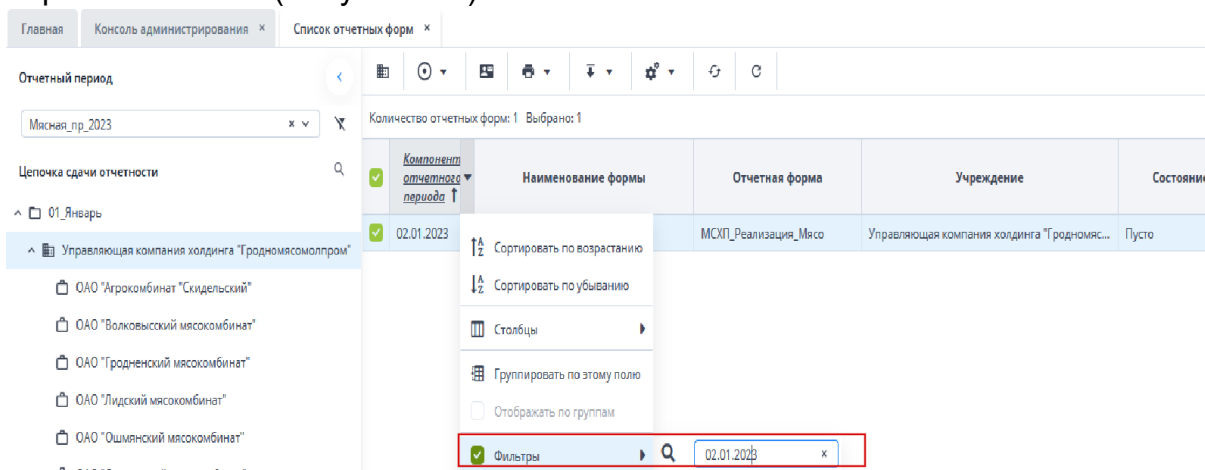 Главная
Консоль администрирования ×
Список отчетных форм ×
Отчетный период
Мясная_пр_2023
Цепочка сдачи отчетности
01_Январь
Управляющая компания холдинга "Гродномясомолпром"
ОАО "Агрокомбинат "Скидельский"
ОАО "Волковысский мясокомбинат"
ОАО "Гродненский мясокомбинат"
ОАО "Лидский мясокомбинат"
ОАО "Ошмянский мясокомбинат"
Количество отчетных форм: 1 Выбрано: 1
Компонент
отчетного
периода
Наименование формы
Отчетная форма
Учреждение
Состояние
02.01.2023
МСХП_Реализация_Мясо
Управляющая компания холдинга "Гродномяс...
Пусто
Сортировать по возрастанию
Сортировать по убыванию
Столбцы
Группировать по этому полю
Отображать по группам
Фильтры
02.01.2023 ×